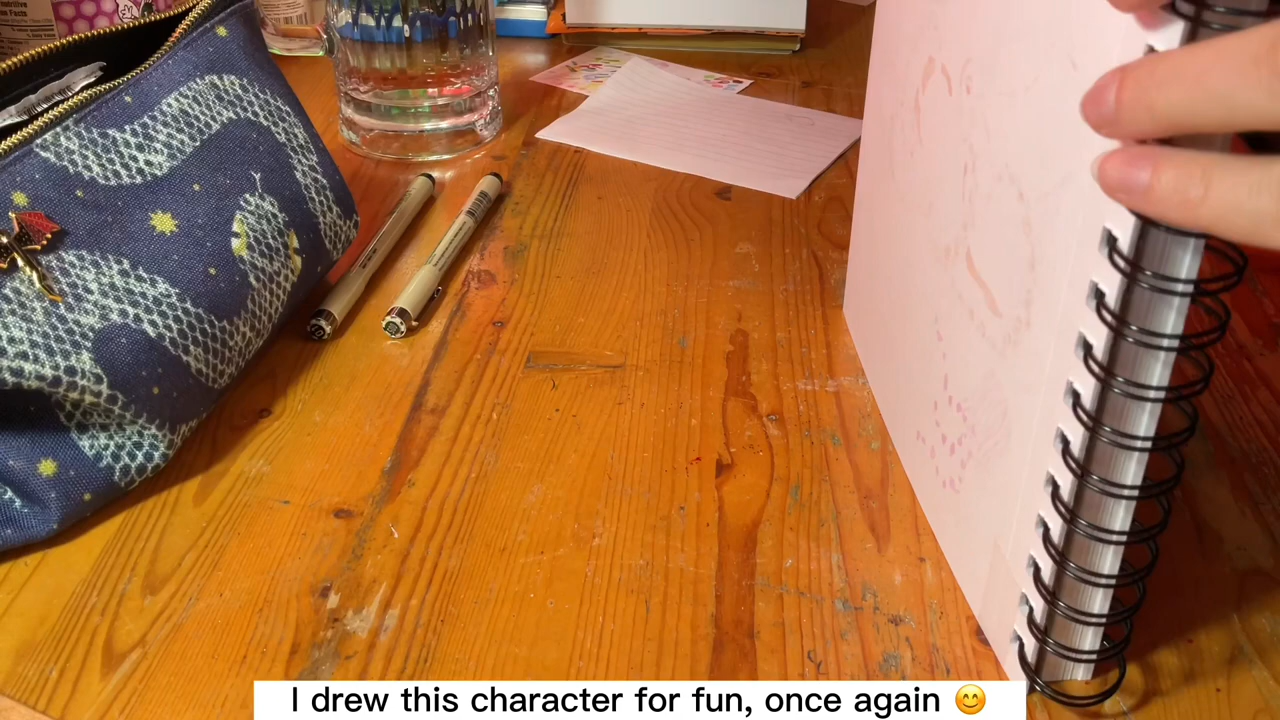 I drew this character for fun, once again 😊